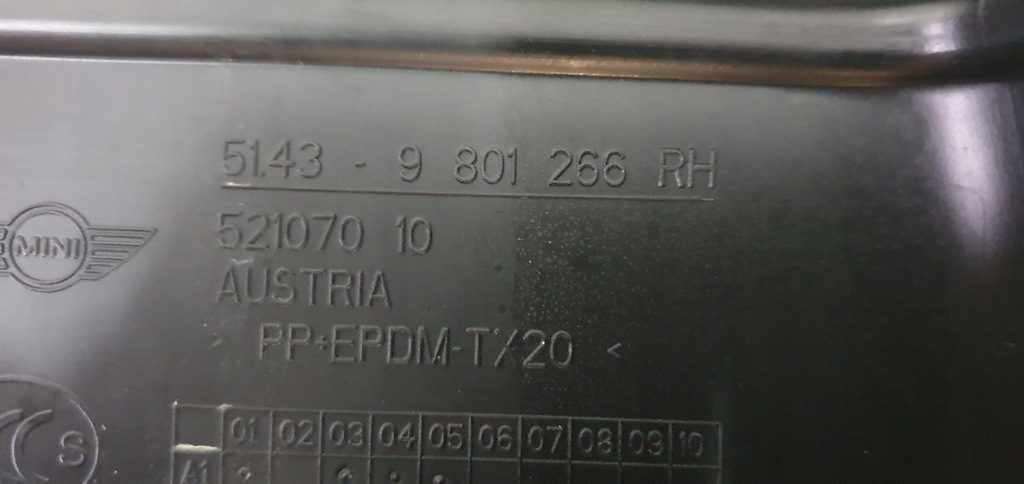 51.43 - 9 801 266 RH
521070 10
MINI
AUSTRIA
> PP+EPDM-TX20 <
S
01 02 03 04 05 06 07 08 09 10
A1